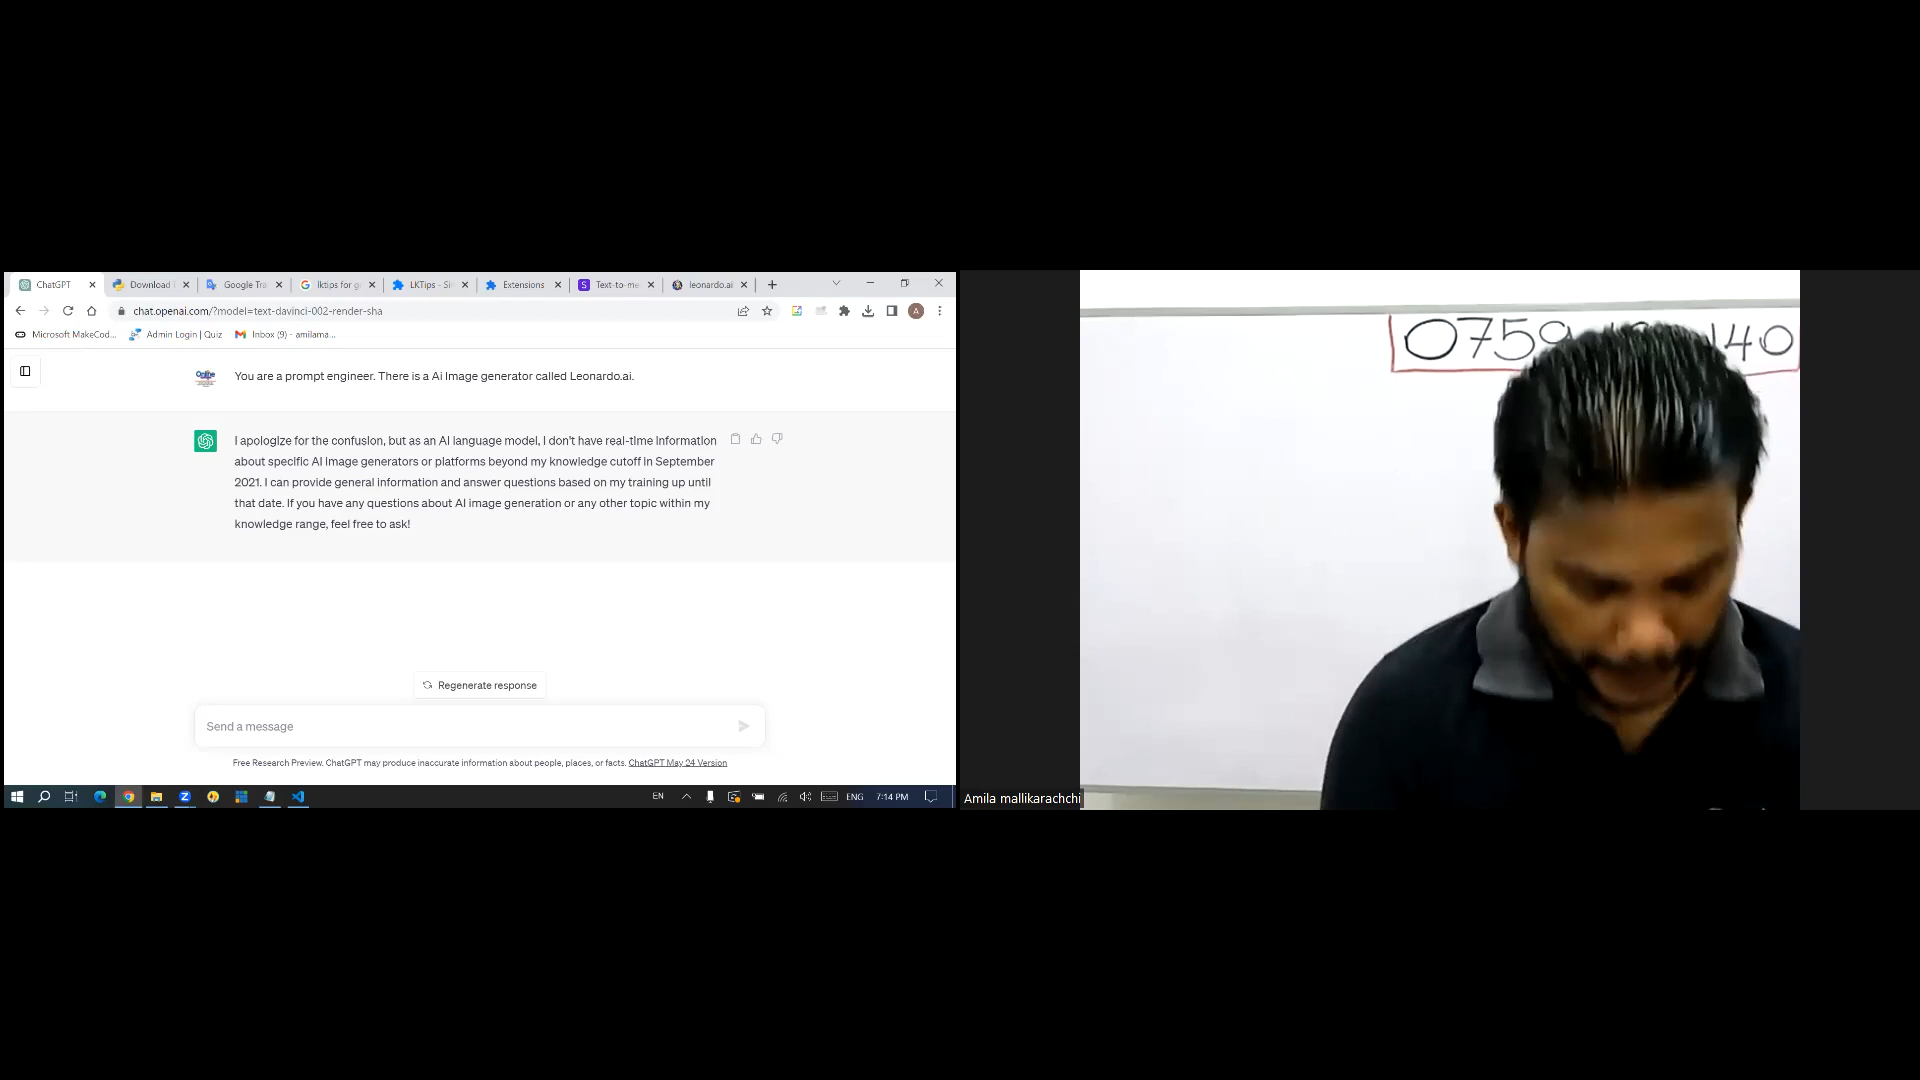 ChatGPT
Download
Google Tra
lktips for g
LKTips - Si
Extensions
Text-to-me
leonardo.ai
chat.openai.com/?model=text-davinci-002-render-sha
A
Microsoft MakeCod...
Admin Login | Quiz
Inbox (9) - amilama...
You are a prompt engineer. There is a Ai Image generator called Leonardo.ai.
I apologize for the confusion, but as an AI language model, I don't have real-time information
about specific AI image generators or platforms beyond my knowledge cutoff in September
2021. I can provide general information and answer questions based on my training up until
that date. If you have any questions about AI image generation or any other topic within my
knowledge range, feel free to ask!
Regenerate response
Send a message
Free Research Preview. ChatGPT may produce inaccurate information about people, places, or facts. ChatGPT May 24 Version
EN
ENG
7:14 PM
Amila mallikarachchi